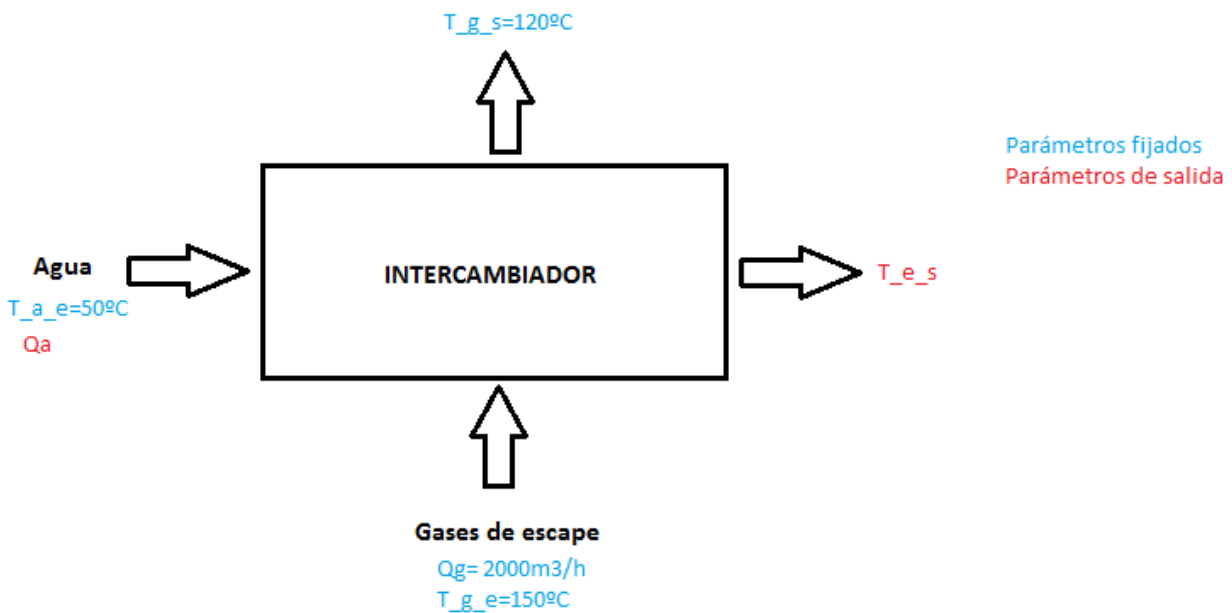 T_g_s=120ºC
Parámetros fijados
Parámetros de salida
Agua
INTERCAMBIADOR
T_e_s
T_a_e=50ºC
Qa
Gases de escape
Qg= 2000m3/h
T_g_e=150ºC